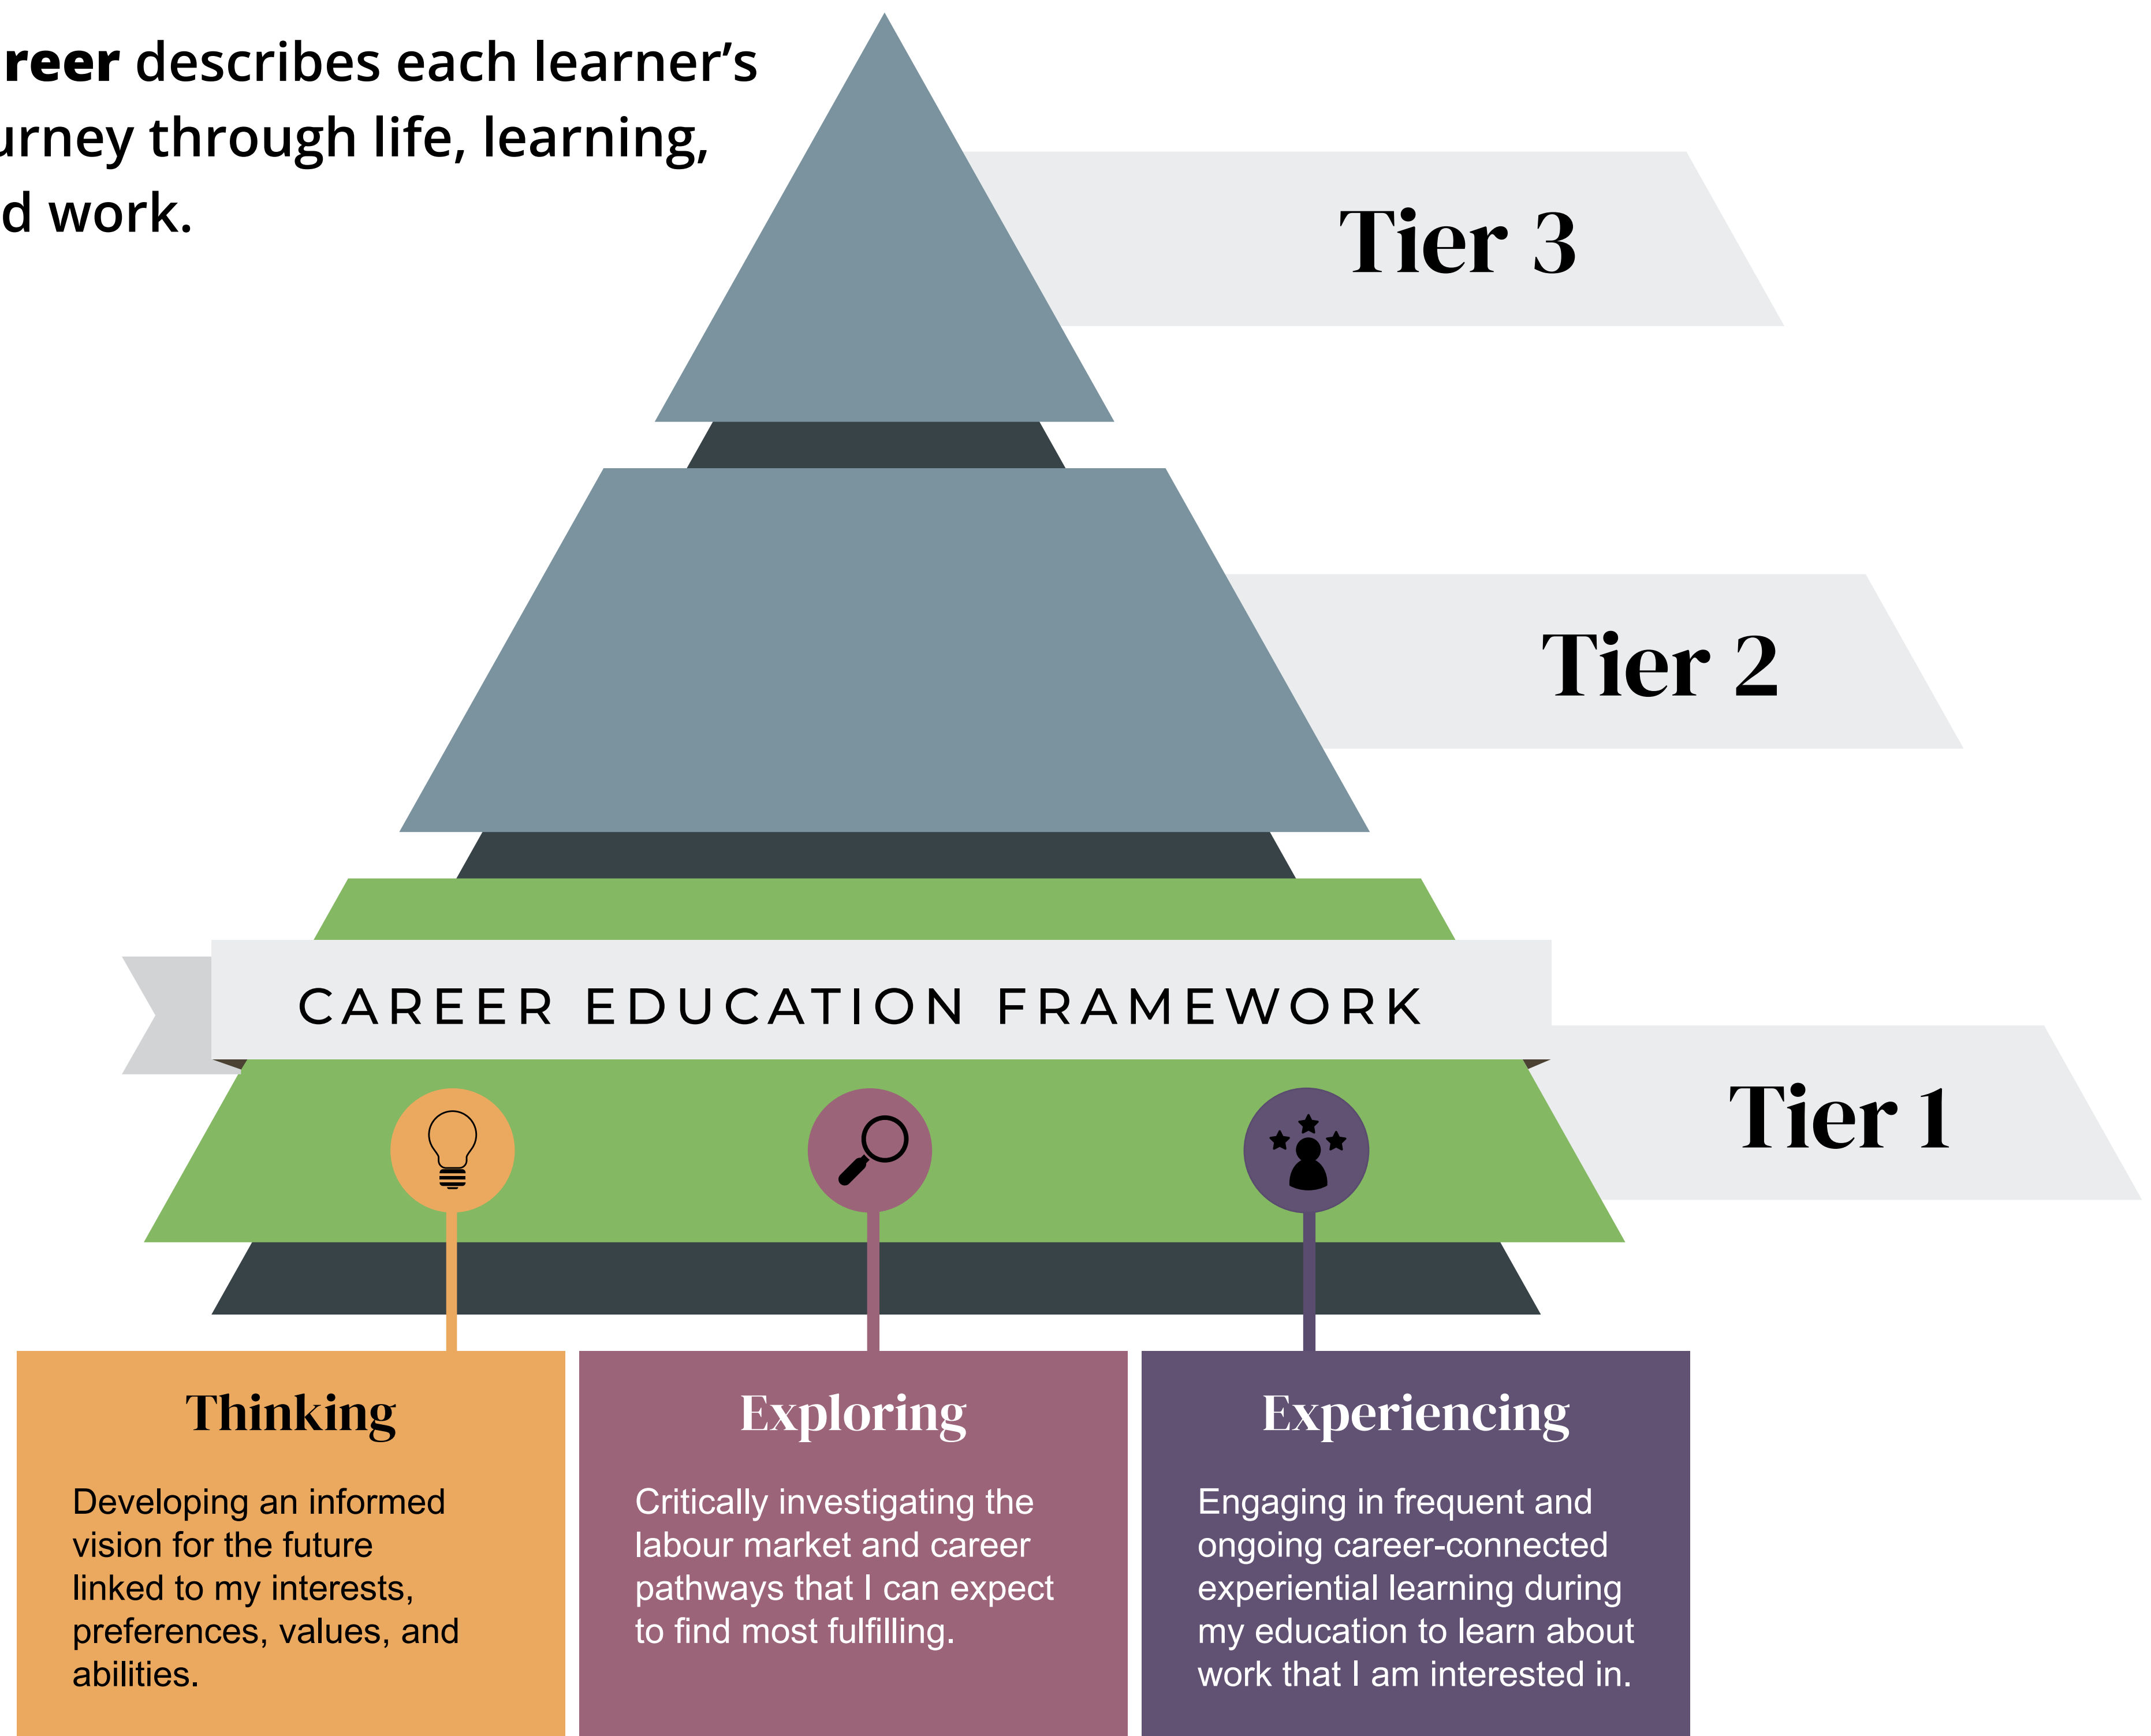 reer describes each learner's
urney through life, learning,
d work.
Tier 3
Tier 2
CAREER EDUCATION FRAMEWORK
Tier 1
Thinking
Developing an informed
vision for the future
linked to my interests,
preferences, values, and
abilities.
Exploring
Critically investigating the
labour market and career
pathways that I can expect
to find most fulfilling.
Experiencing
Engaging in frequent and
ongoing career-connected
experiential learning during
my education to learn about
work that I am interested in.